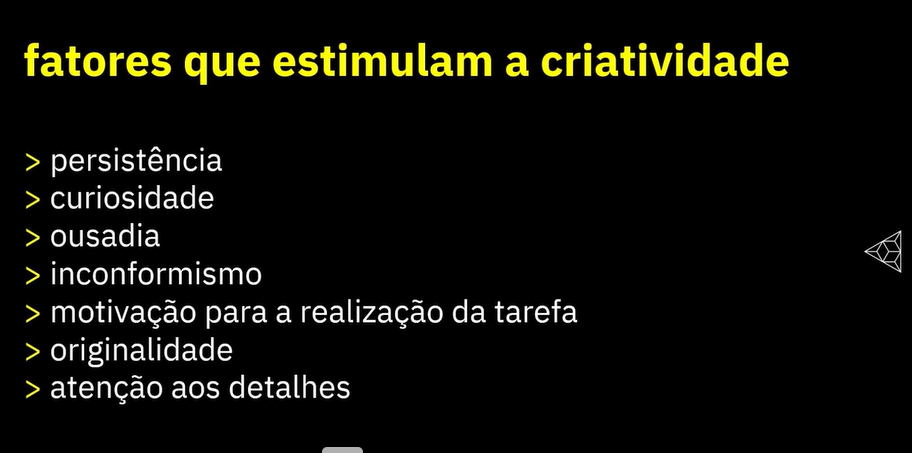 fatores que estimulam a criatividade
> persistência
> curiosidade
> ousadia
> inconformismo
> motivação para a realização da tarefa
> originalidade
> atenção aos detalhes